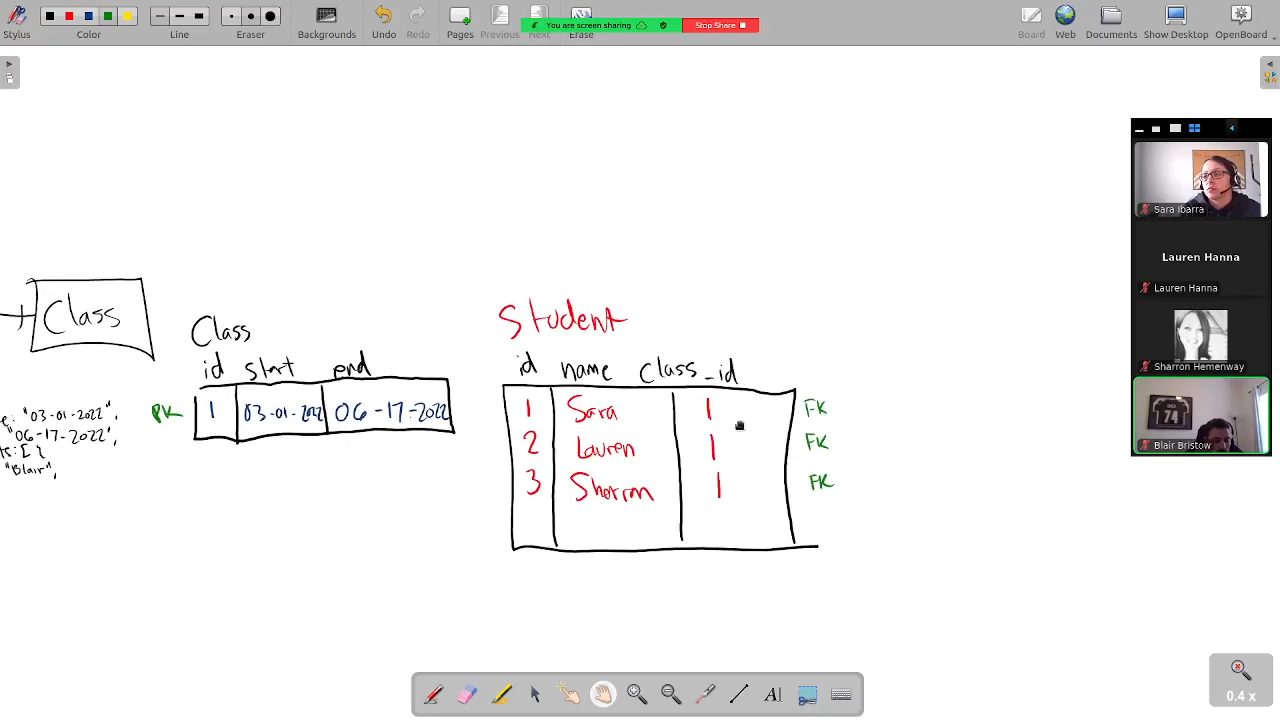 You are screen sharing
Stop Share
Stylus
Color
Line
Eraser
Backgrounds
Undo
Redo
Pages
Previous
Next
Erase
Board
Web
Documents
Show Desktop
OpenBoard
Sara Ibarra
Lauren Hanna
Lauren Hanna
Sharron Hemenway
Blair Bristow
Class
Class
id start end
PK 1 03-01-2022 06-17-2022
e: "03-01-2022",
"06-17-2022",
ts: [{
"Blair",
Student
id name Class_id
1 Sara 1 FK
2 Lauren 1 FK
3 Sharron 1 FK
0.4 x